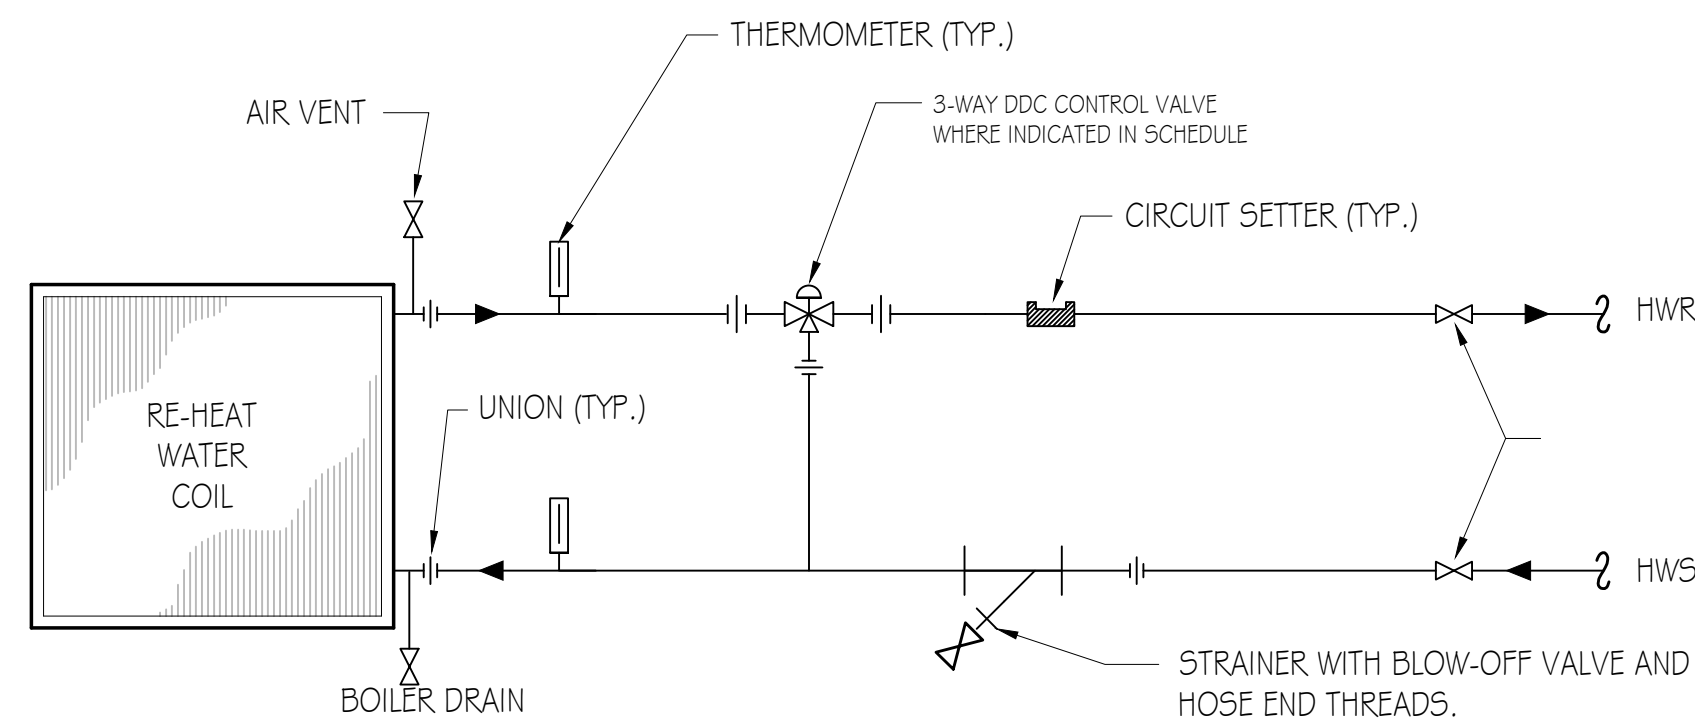 THERMOMETER (TYP.)
AIR VENT
3-WAY DDC CONTROL VALVE
WHERE INDICATED IN SCHEDULE
CIRCUIT SETTER (TYP.)
HWR
RE-HEAT
WATER
COIL
UNION (TYP.)
HWS
STRAINER WITH BLOW-OFF VALVE AND
HOSE END THREADS.
BOILER DRAIN